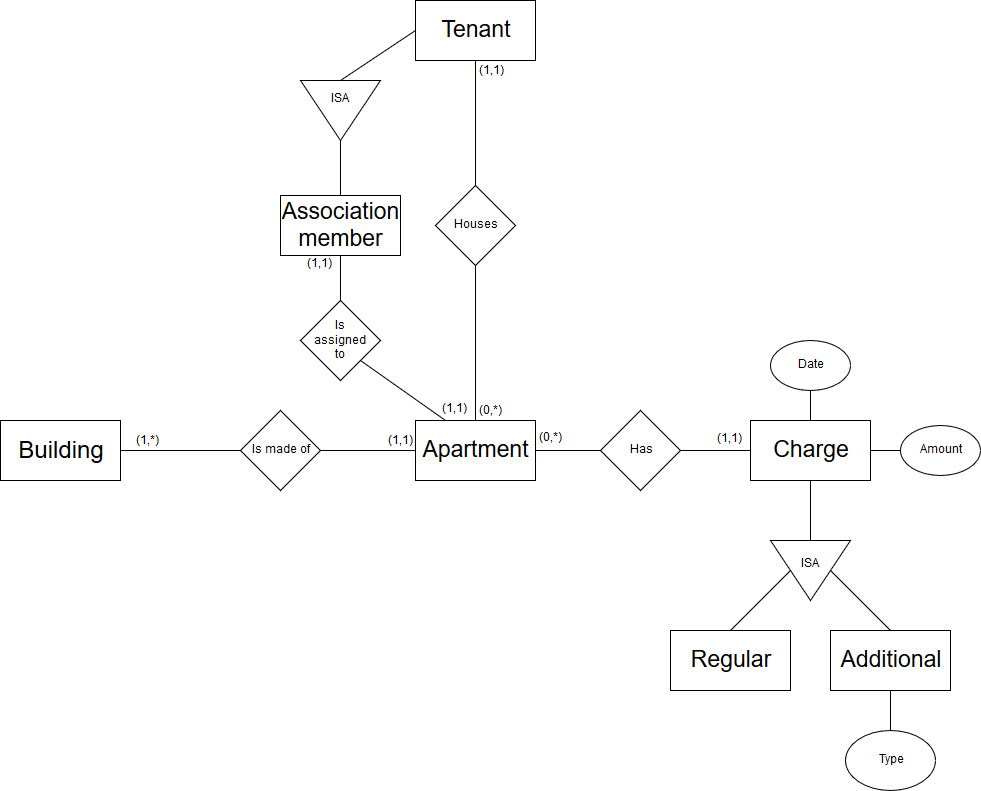 Tenant
(1,1)
ISA
Association
member
(1,1)
Houses
Is
assigned
to
(1,1)
(0,*)
Building
(1,*)
Is made of
(1,1)
Apartment
(0,*)
Has
(1,1)
Charge
Date
Amount
ISA
Regular
Additional
Type